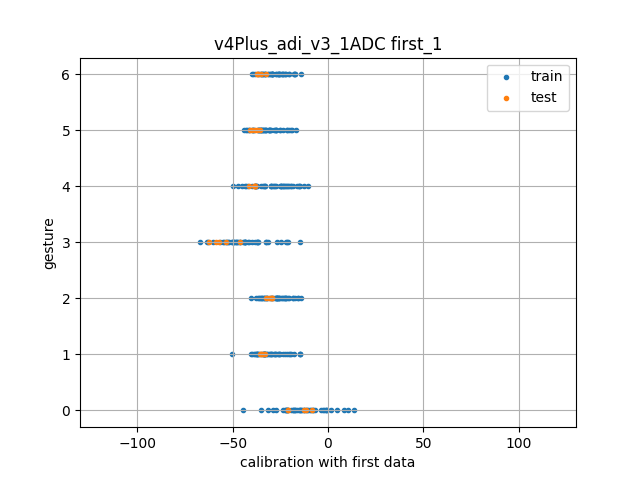 v4Plus_adi_v3_1ADC first_1
train
test
gesture
6
5
4
3
2
1
0
−100
−50
0
50
100
calibration with first data